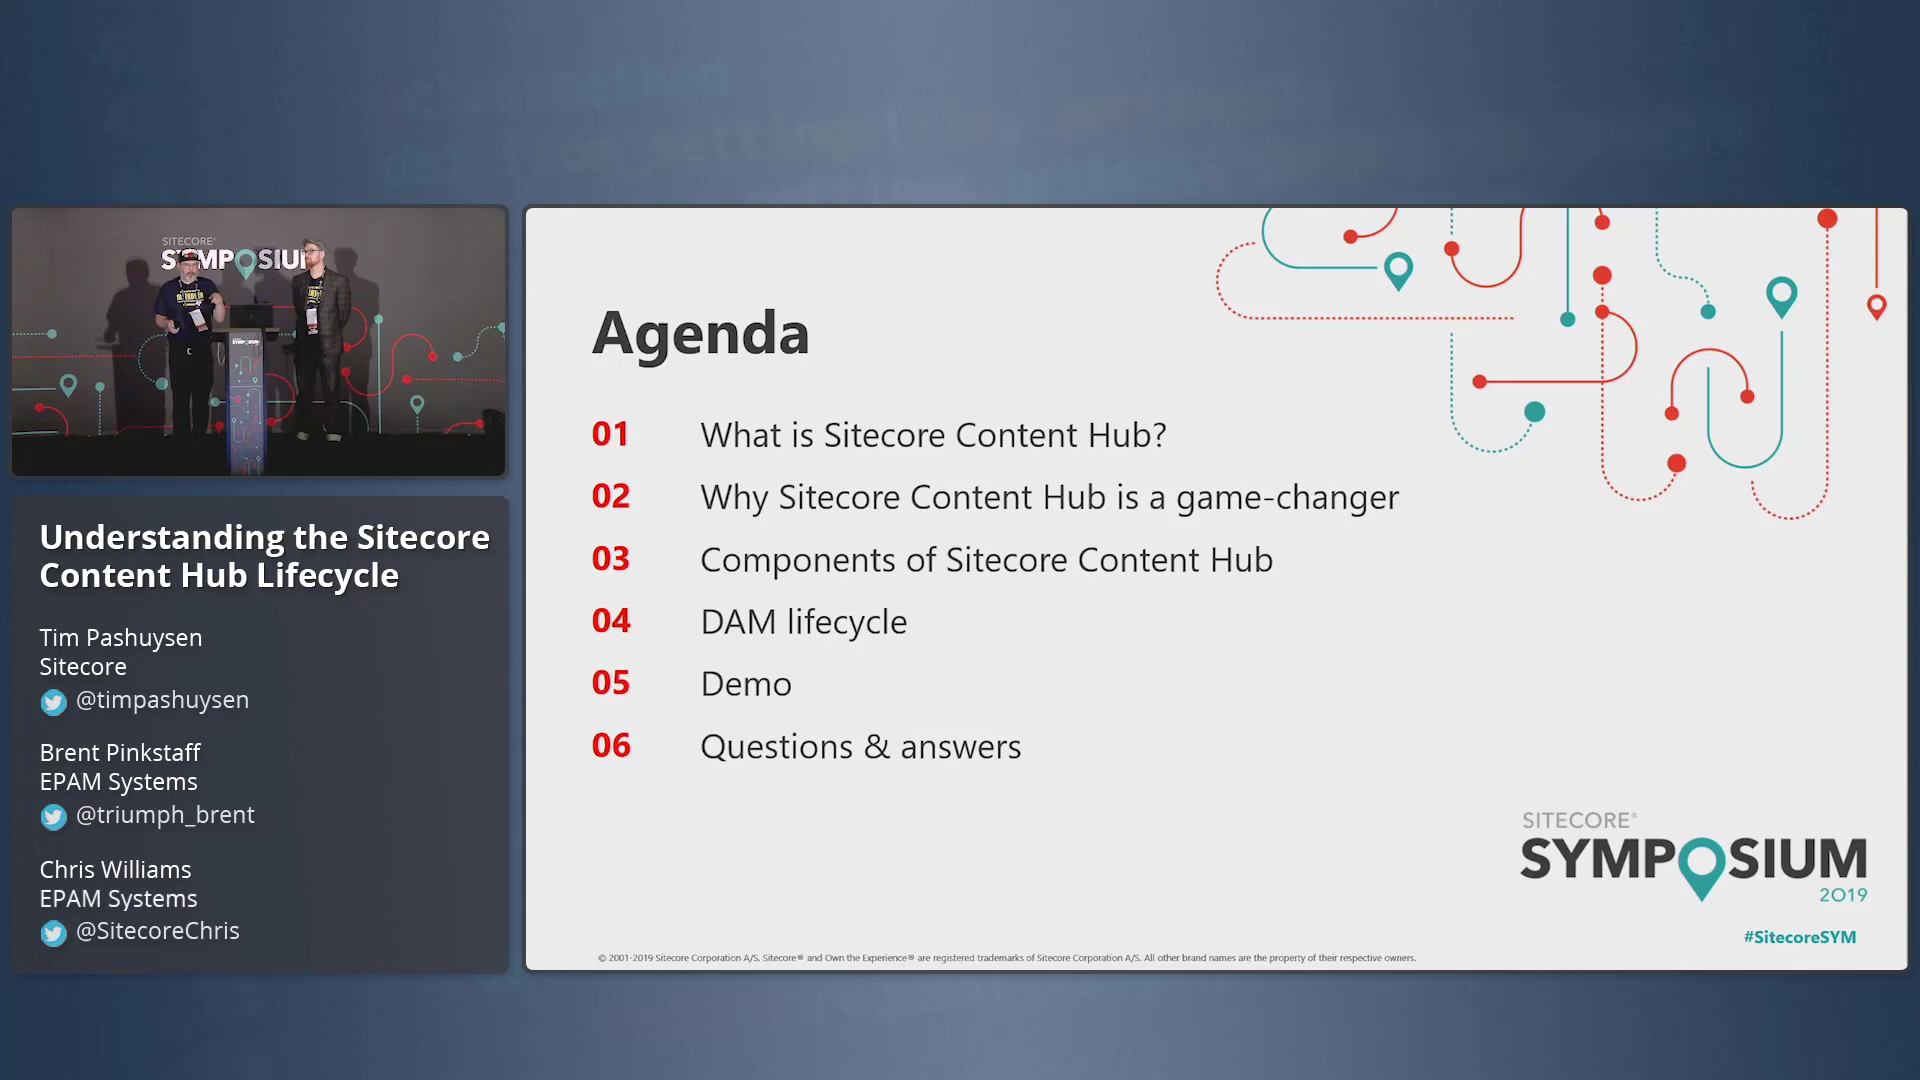 SITECORE
SYMPOSIUM
Understanding the Sitecore
Content Hub Lifecycle
Tim Pashuysen
Sitecore
@timpashuysen
Brent Pinkstaff
EPAM Systems
@triumph_brent
Chris Williams
EPAM Systems
@SitecoreChris
Agenda
01 What is Sitecore Content Hub?
02 Why Sitecore Content Hub is a game-changer
03 Components of Sitecore Content Hub
04 DAM lifecycle
05 Demo
06 Questions & answers
SITECORE®
SYMPOSIUM
2019
#SitecoreSYM
© 2001-2019 Sitecore Corporation A/S. Sitecore® and Own the Experience® are registered trademarks of Sitecore Corporation A/S. All other brand names are the property of their respective owners.